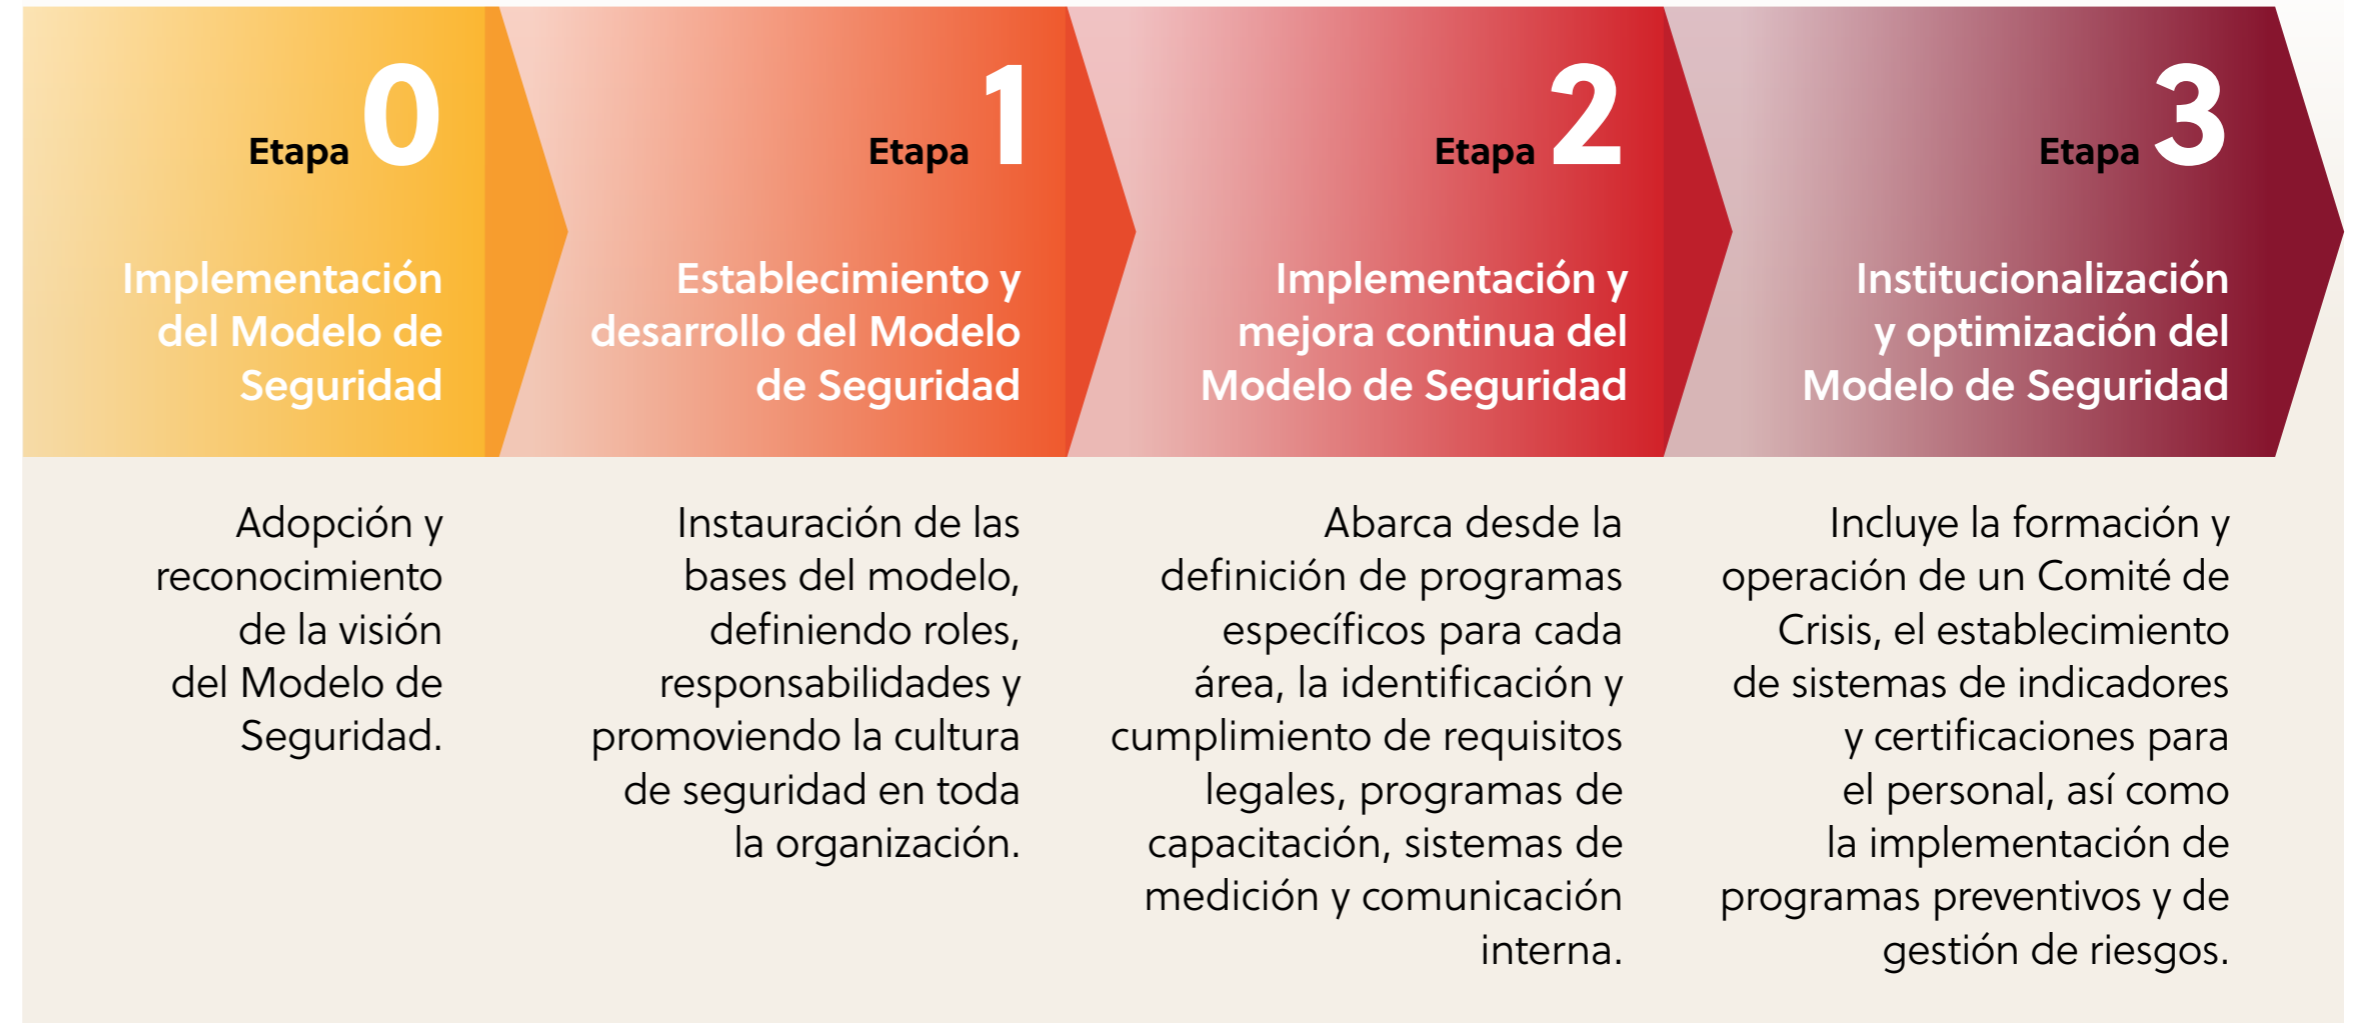 Etapa 0
Implementación
del Modelo de
Seguridad
Adopción y
reconocimiento
de la visión
del Modelo de
Seguridad.
Etapa 1
Establecimiento y
desarrollo del Modelo
de Seguridad
Instauración de las
bases del modelo,
definiendo roles,
responsabilidades y
promoviendo la cultura
de seguridad en toda
la organización.
Etapa 2
Implementación y
mejora continua del
Modelo de Seguridad
Abarca desde la
definición de programas
específicos para cada
área, la identificación y
cumplimiento de requisitos
legales, programas de
capacitación, sistemas de
medición y comunicación
interna.
Etapa 3
Institucionalización
y optimización del
Modelo de Seguridad
Incluye la formación y
operación de un Comité de
Crisis, el establecimiento
de sistemas de indicadores
y certificaciones para
el personal, así como
la implementación de
programas preventivos y de
gestión de riesgos.